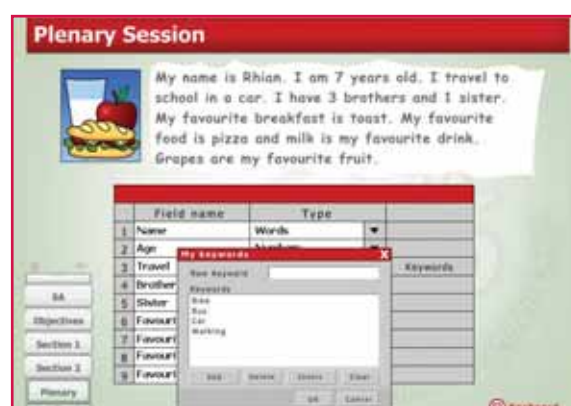 Plenary Session
My name is Rhian. I am 7 years old. I travel to
school in a car. I have 3 brothers and 1 sister.
My favourite breakfast is toast. My favourite
food is pizza and milk is my favourite drink.
Grapes are my favourite fruit.
Field name Type
1 Name Words
2 Age Numbers
3 Travel Keywords
4 Brother
5 Sister
6 Favouri
7 Favouri
8 Favouri
9 Favouri
My Keywords X
New Keyword
Keywords
Bike
Bus
Car
Walking
Add Delete Clear
OK Cancel
Objectives
Section 1
Section 2
Plenary